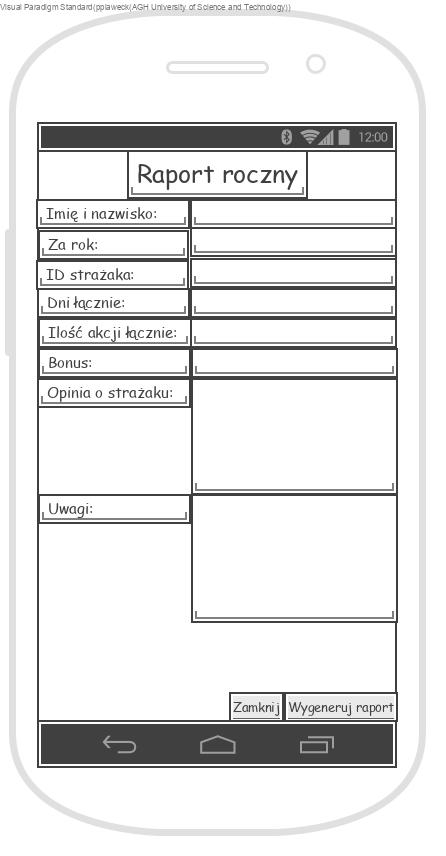 Visual Paradigm Standard(pplaweck(AGH University of Science and Technology))
12:00
Raport roczny
Imię i nazwisko:
Za rok:
ID strażaka:
Dni łącznie:
Ilość akcji łącznie:
Bonus:
Opinia o strażaku:
Uwagi:
Zamknij Wygeneruj raport